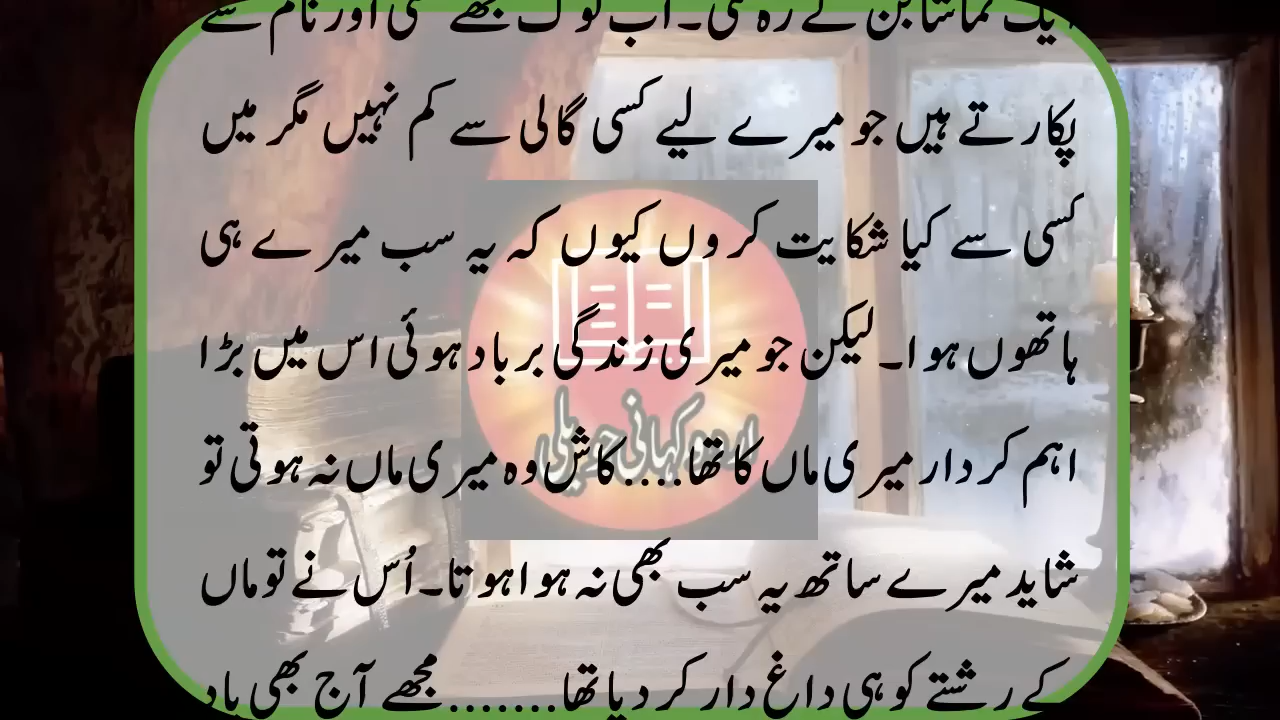 ایک تماشا بن کے رہ گئی۔اب لوگ مجھے کسی اور نام سے
پکارتے ہیں جو میرے لیے کسی گالی سے کم نہیں مگر میں
کسی سے کیا شکایت کروں کیوں کہ یہ سب میرے ہی
ہاتھوں ہوا۔لیکن جو میری زندگی برباد ہوئی اس میں بڑا
اہم کردار میری ماں کا تھا....کاش وہ میری ماں نہ ہوتی تو
شاید میرے ساتھ یہ سب بھی نہ ہوا ہوتا۔اُس نے تو ماں
کے رشتے کو ہی داغ دار کر دیا تھا.......مجھے آج بھی یاد
اردو کہانی حویلی